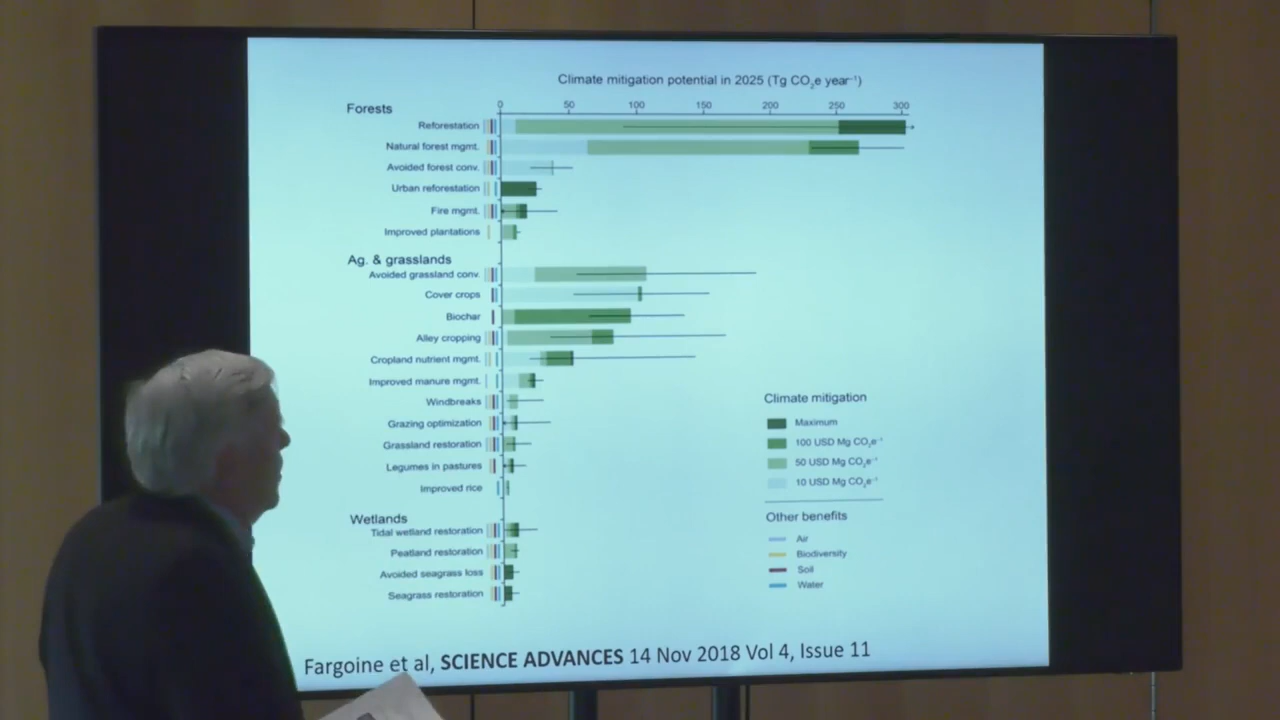 Climate mitigation potential in 2025 (Tg CO₂e year⁻¹)
0 50 100 150 200 250 300
Forests
Reforestation
Natural forest mgmt.
Avoided forest conv.
Urban reforestation
Fire mgmt.
Improved plantations
Ag. & grasslands
Avoided grassland conv.
Cover crops
Biochar
Alley cropping
Cropland nutrient mgmt.
Improved manure mgmt.
Windbreaks
Grazing optimization
Grassland restoration
Legumes in pastures
Improved rice
Wetlands
Tidal wetland restoration
Peatland restoration
Avoided seagrass loss
Seagrass restoration
Climate mitigation
Maximum
100 USD Mg CO₂e⁻¹
50 USD Mg CO₂e⁻¹
10 USD Mg CO₂e⁻¹
Other benefits
Air
Biodiversity
Soil
Water
Fargoine et al, SCIENCE ADVANCES 14 Nov 2018 Vol 4, Issue 11